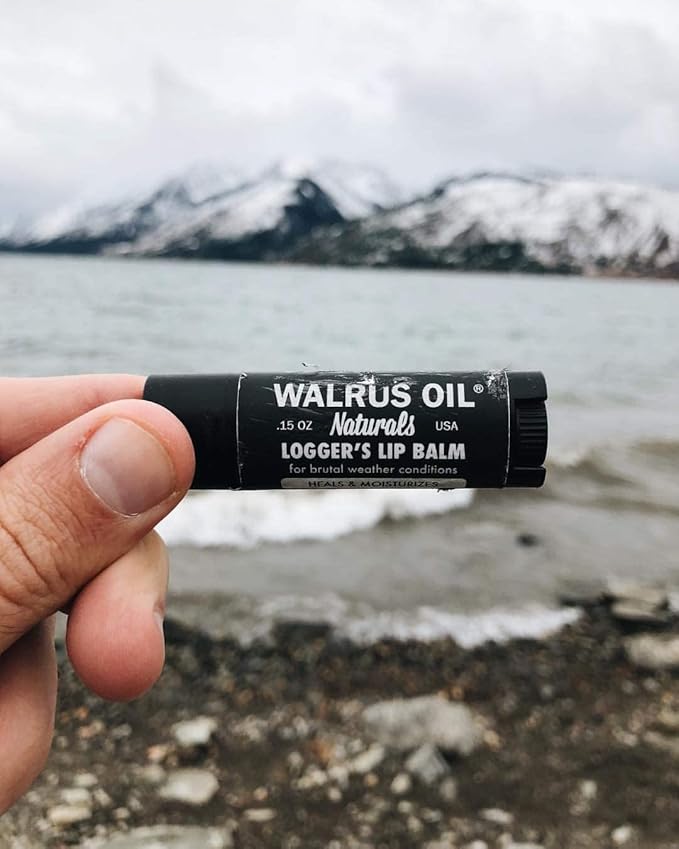 WALRUS OIL®
.15 OZ Naturals USA
LOGGER'S LIP BALM
for brutal weather conditions
HEALS & MOISTURIZES